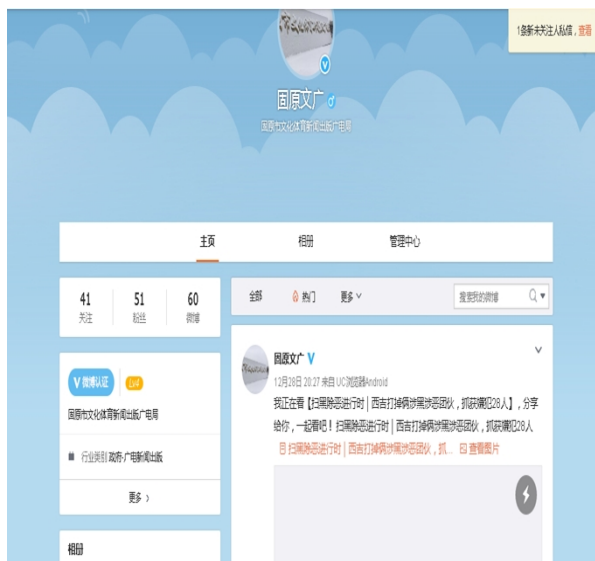 1条新未关注人私信，查看
固原文广
固原市文化体育新闻出版广电局
主页 相册 管理中心
41 51 60
关注 粉丝 微博
全部 热门 更多
搜索我的微博
固原文广 V
12月28日 20:27 来自 UC浏览器Android
我正在看【扫黑除恶进行时 | 西吉打掉俩涉黑涉恶团伙，抓获嫌犯28人】，分享
给你，一起看吧！扫黑除恶进行时 | 西吉打掉俩涉黑涉恶团伙，抓获嫌犯28人
扫黑除恶进行时 | 西吉打掉俩涉黑涉恶团伙，抓... 查看图片
V 微博认证 Lv4
固原市文化体育新闻出版广电局
行业类别 政府-广电新闻出版
更多
相册